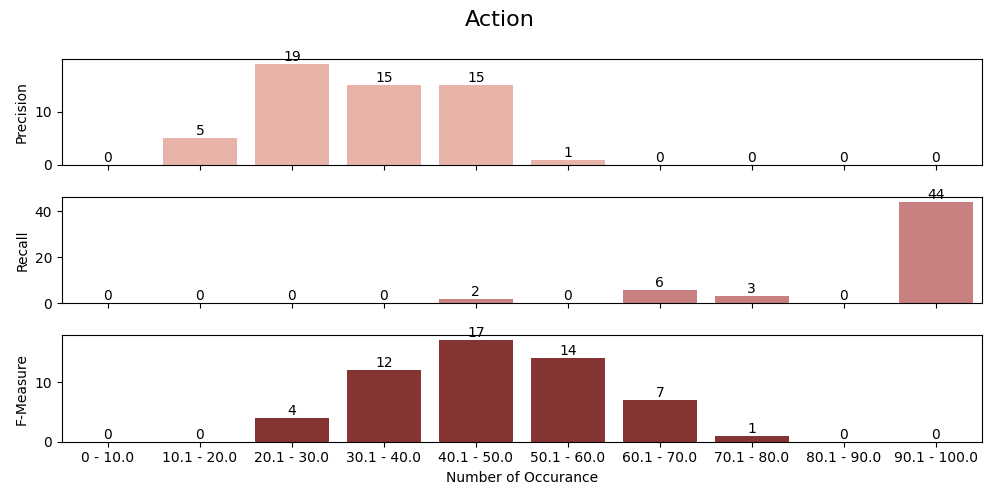 Action
Precision
10
0
0 5 19 15 15 1 0 0 0 0
Recall
40
20
0
0 0 0 0 2 0 6 3 0 44
F-Measure
10
0
0 0 4 12 17 14 7 1 0 0
0 - 10.0 10.1 - 20.0 20.1 - 30.0 30.1 - 40.0 40.1 - 50.0 50.1 - 60.0 60.1 - 70.0 70.1 - 80.0 80.1 - 90.0 90.1 - 100.0
Number of Occurance